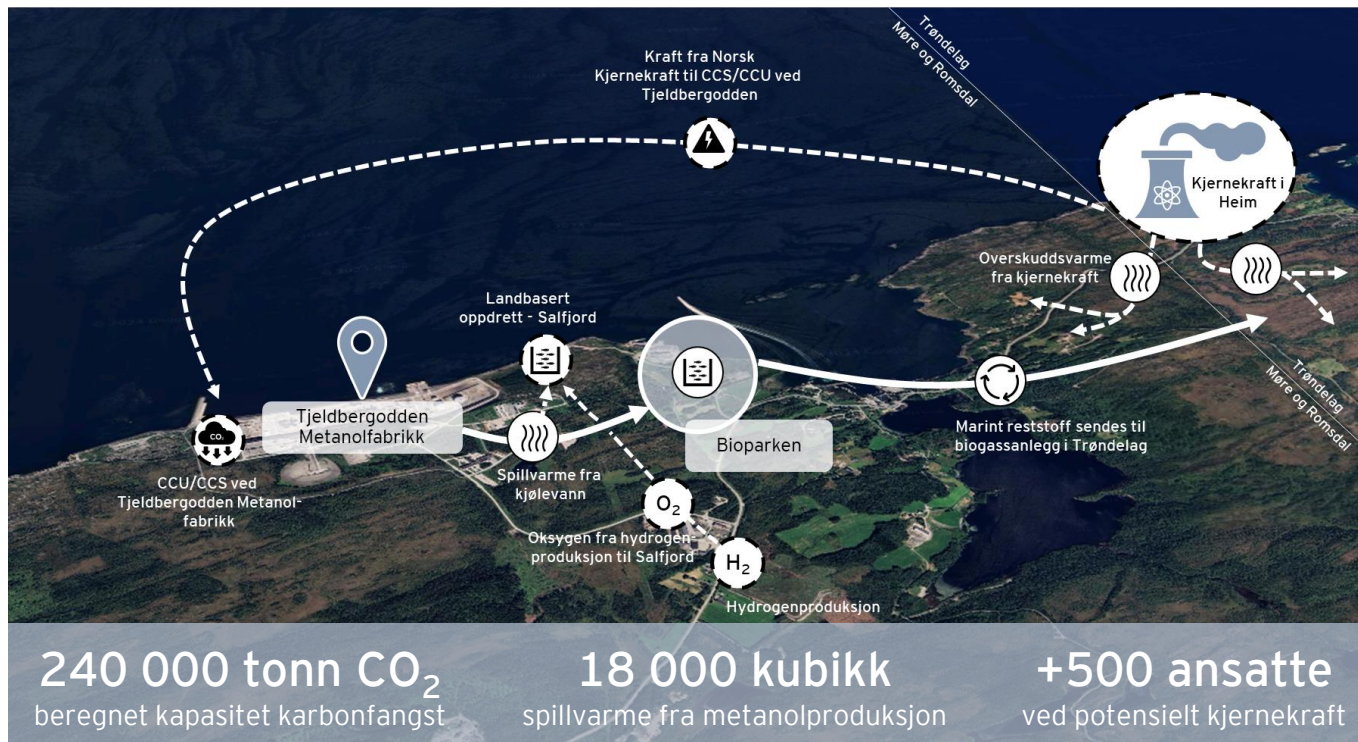 Trøndelag
Møre og Romsdal
Kraft fra Norsk
Kjernekraft til CCS/CCU ved
Tjeldbergodden
Kjernekraft i
Heim
Overskuddsvarme
fra kjernekraft
Landbasert
oppdrett - Salfjord
Tjeldbergodden
Metanolfabrikk
CO₂
CCU/CCS ved
Tjeldbergodden Metanol-
fabrikk
Spillvarme fra
kjølevann
Bioparken
Marint reststoff sendes til
biogassanlegg i Trøndelag
Trøndelag
Møre og Romsdal
O₂
Oksygen fra hydrogen-
produksjon til Salfjord
H₂
Hydrogenproduksjon
240 000 tonn CO₂
beregnet kapasitet karbonfangst
18 000 kubikk
spillvarme fra metanolproduksjon
+500 ansatte
ved potensielt kjernekraft